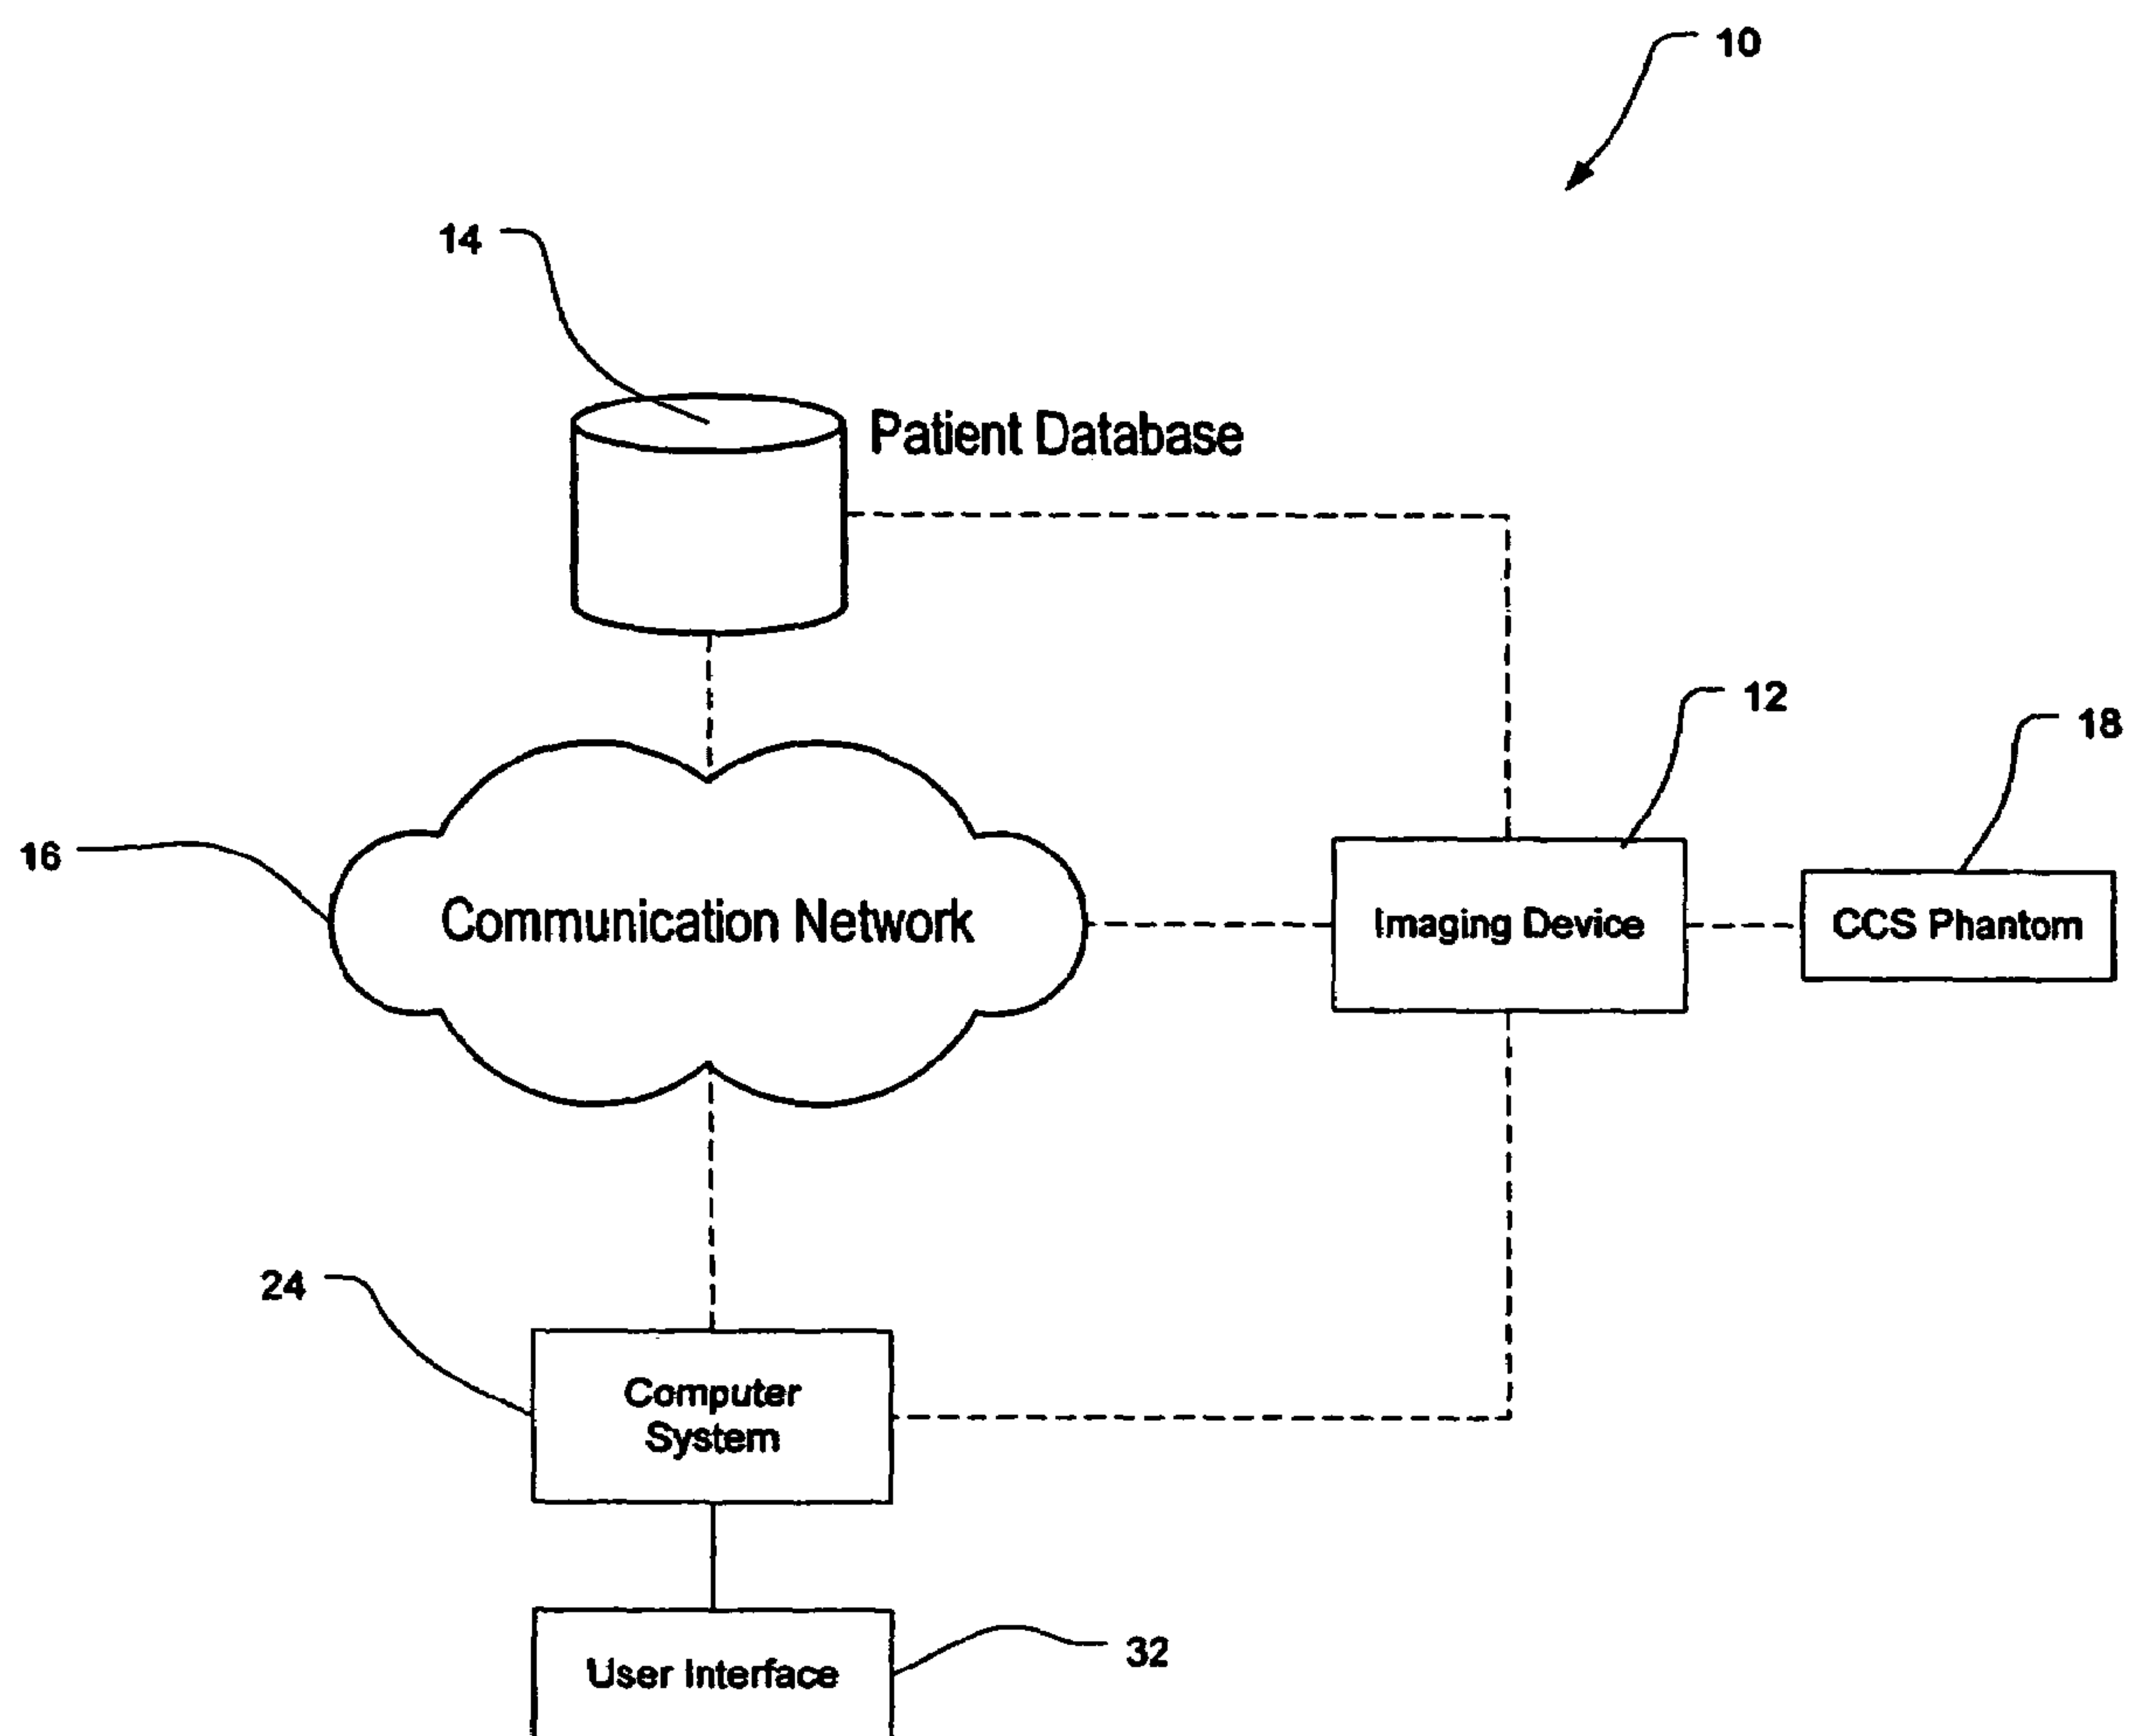 10
14
Patient Database
12
18
16
Communication Network
Imaging Device
CCS Phantom
24
Computer
System
User Interface
32